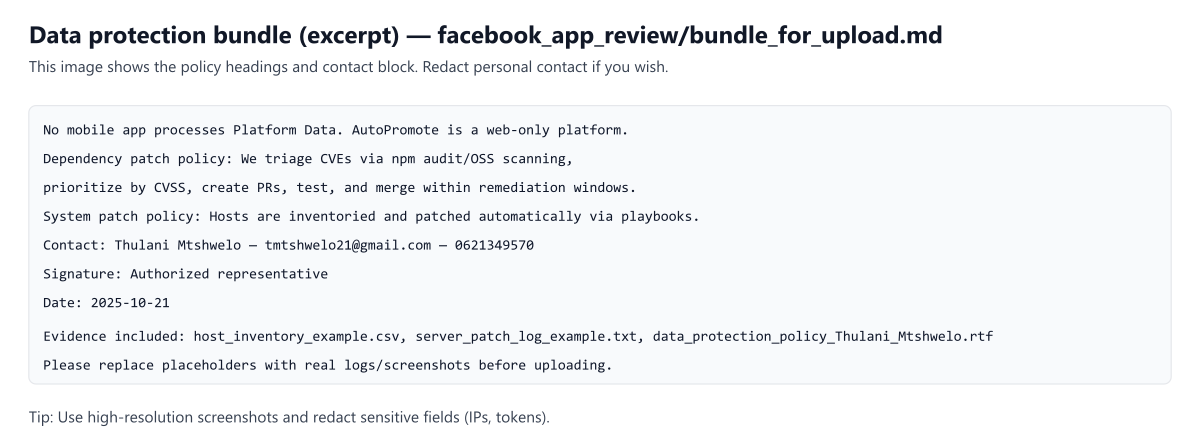 Data protection bundle (excerpt) — facebook_app_review/bundle_for_upload.md
This image shows the policy headings and contact block. Redact personal contact if you wish.
No mobile app processes Platform Data. AutoPromote is a web-only platform.
Dependency patch policy: We triage CVEs via npm audit/OSS scanning,
prioritize by CVSS, create PRs, test, and merge within remediation windows.
System patch policy: Hosts are inventoried and patched automatically via playbooks.
Contact: Thulani Mtshwelo — tmtshwelo21@gmail.com — 0621349570
Signature: Authorized representative
Date: 2025-10-21
Evidence included: host_inventory_example.csv, server_patch_log_example.txt, data_protection_policy_Thulani_Mtshwelo.rtf
Please replace placeholders with real logs/screenshots before uploading.
Tip: Use high-resolution screenshots and redact sensitive fields (IPs, tokens).